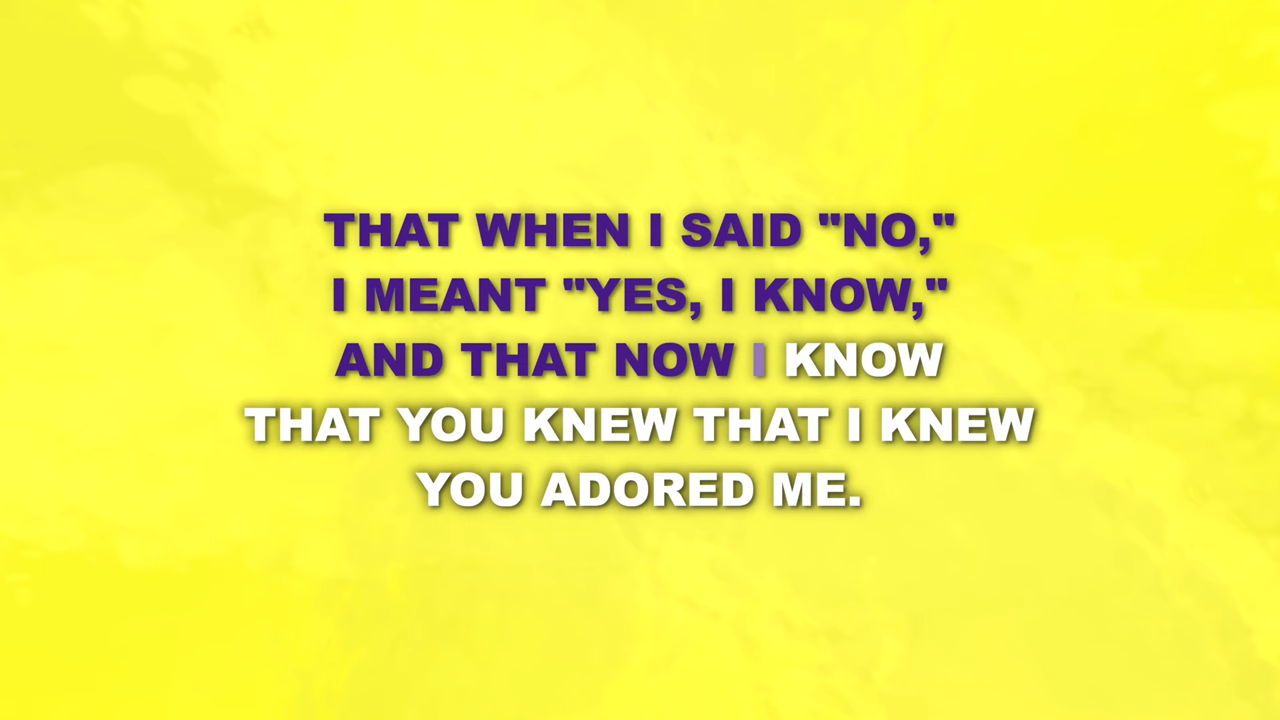 THAT WHEN I SAID "NO,"
I MEANT "YES, I KNOW,"
AND THAT NOW I KNOW
THAT YOU KNEW THAT I KNEW
YOU ADORED ME.